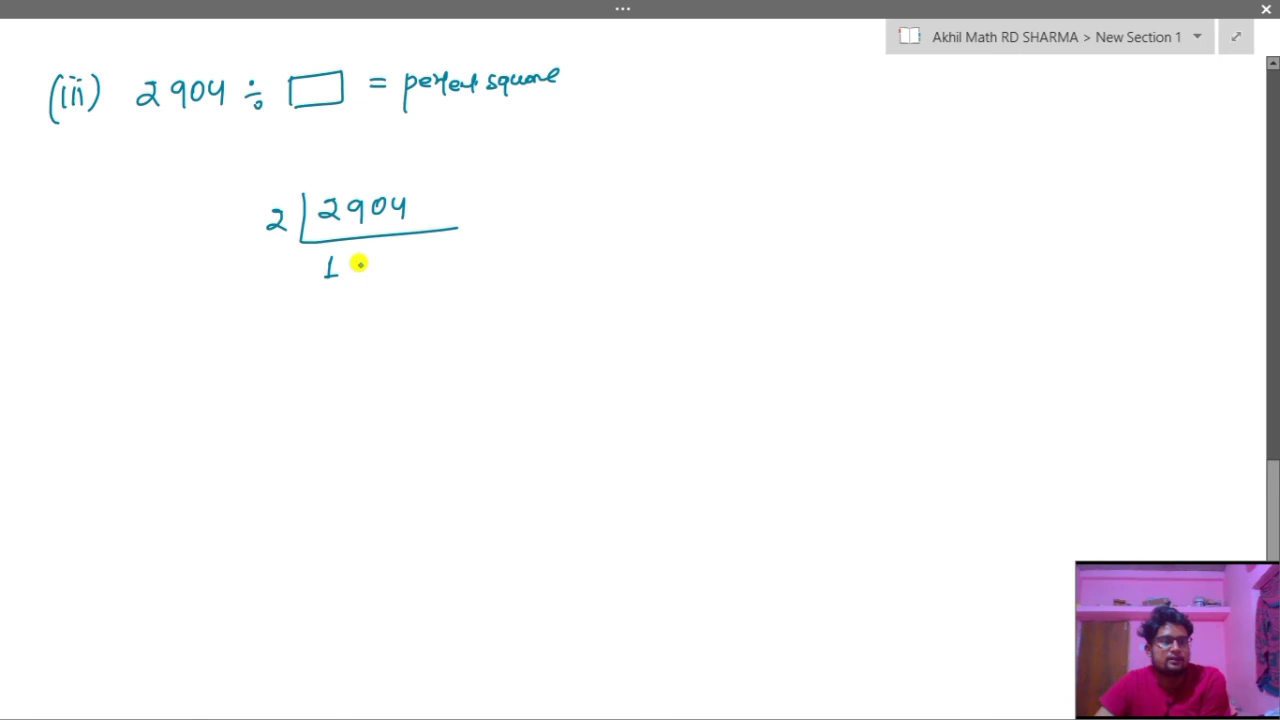 Akhil Math RD SHARMA > New Section 1
(iii) 2904 ÷ □ = perfect square
2 | 2904
1